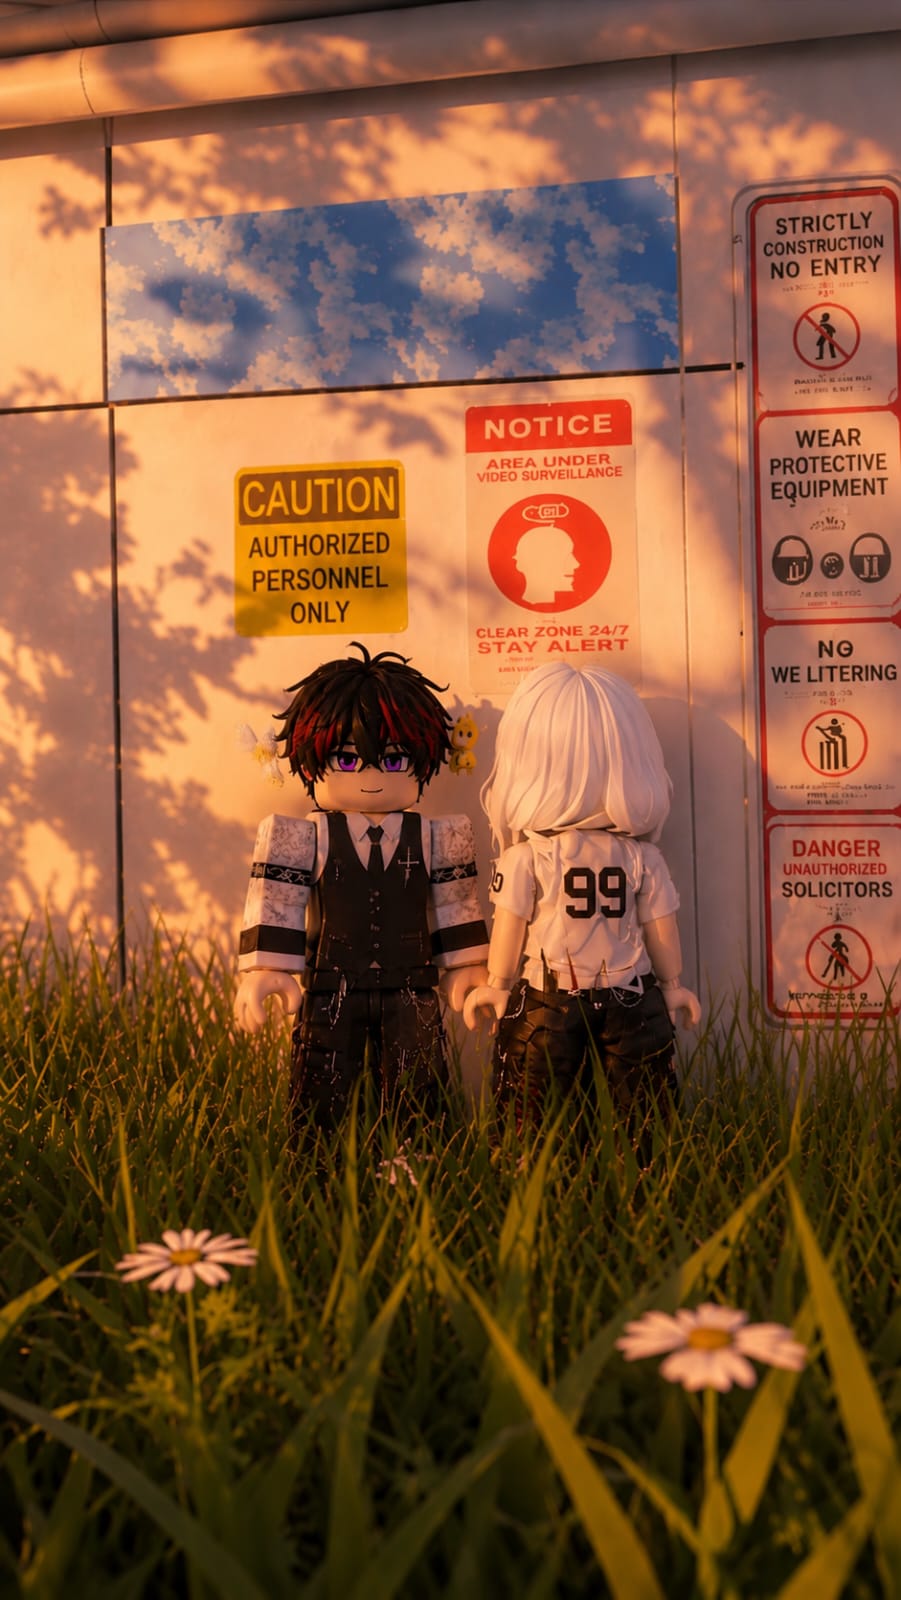 CAUTION
AUTHORIZED
PERSONNEL
ONLY
NOTICE
AREA UNDER
VIDEO SURVEILLANCE
CLEAR ZONE 24/7
STAY ALERT
99
STRICTLY
CONSTRUCTION
NO ENTRY
WEAR
PROTECTIVE
EQUIPMENT
NO
WE LITERING
DANGER
UNAUTHORIZED
SOLICITORS